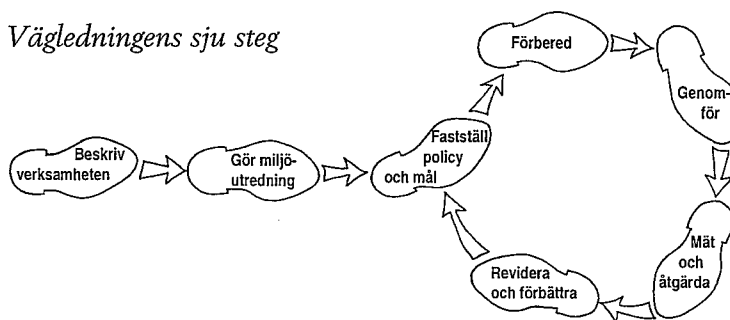 Vägledningens sju steg
Beskriv
verksamheten
Gör miljö-
utredning
Fastställ
policy
och mål
Förbered
Genom-
för
Mät
och
åtgärda
Revidera
och förbättra